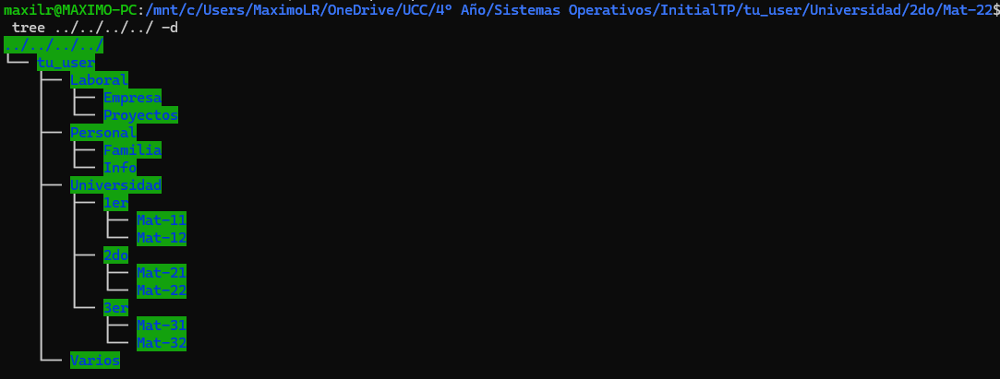 maxilr@MAXIMO-PC:/mnt/c/Users/MaximoLR/OneDrive/UCC/4º Año/Sistemas Operativos/InitialTP/tu_user/Universidad/2do/Mat-22$
tree ../../../../ -d
../../../../
└── tu_user
    ├── Laboral
    │   ├── Empresa
    │   └── Proyectos
    ├── Personal
    │   ├── Familia
    │   └── Info
    ├── Universidad
    │   ├── 1er
    │   │   ├── Mat-11
    │   │   └── Mat-12
    │   ├── 2do
    │   │   ├── Mat-21
    │   │   └── Mat-22
    │   └── 3er
    │       ├── Mat-31
    │       └── Mat-32
    └── Varios